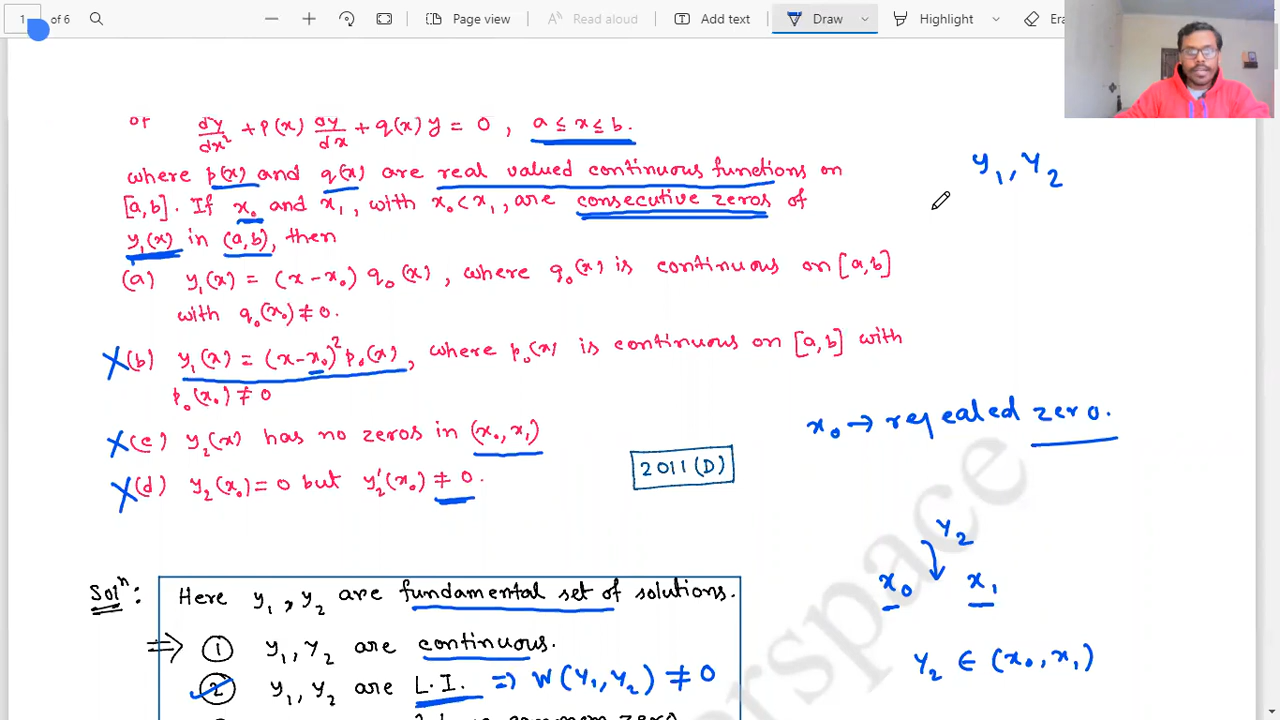 1 of 6 Page view Read aloud Add text Draw Highlight
of dy/dx² + p(x) dy/dx + q(x) y = 0 , a ≤ x ≤ b.
where p(x) and q(x) are real valued continuous functions on
[a,b]. If x₀ and x₁, with x₀ < x₁, are consecutive zeros of
y₁(x) in (a,b), then
(a) y₁(x) = (x-x₀) q₀(x), where q₀(x) is continuous on [a,b]
with q₀(x₀) ≠ 0.
X(b) y₁(x) = (x-x₀)² p₀(x), where p₀(x) is continuous on [a,b] with
p₀(x₀) ≠ 0
X(c) y₂(x) has no zeros in (x₀, x₁)
X(d) y₂(x₀) = 0 but y₂'(x₀) ≠ 0.
2011 (D)
y₁, y₂
x₀ → repeated zero.
y₂
x₀ x₁
y₂ ∈ (x₀, x₁)
Solⁿ: Here y₁, y₂ are fundamental set of solutions.
⇒ ① y₁, y₂ are continuous.
② y₁, y₂ are L.I. ⇒ W(y₁, y₂) ≠ 0
space